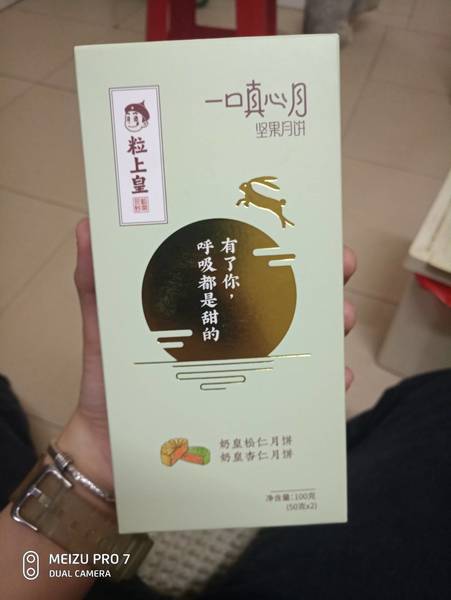 粒上皇
一口真心月
坚果月饼
有了你，
呼吸都是甜的
奶皇松仁月饼
奶皇杏仁月饼
净含量:100克
(50克x2)
MEIZU PRO 7
DUAL CAMERA